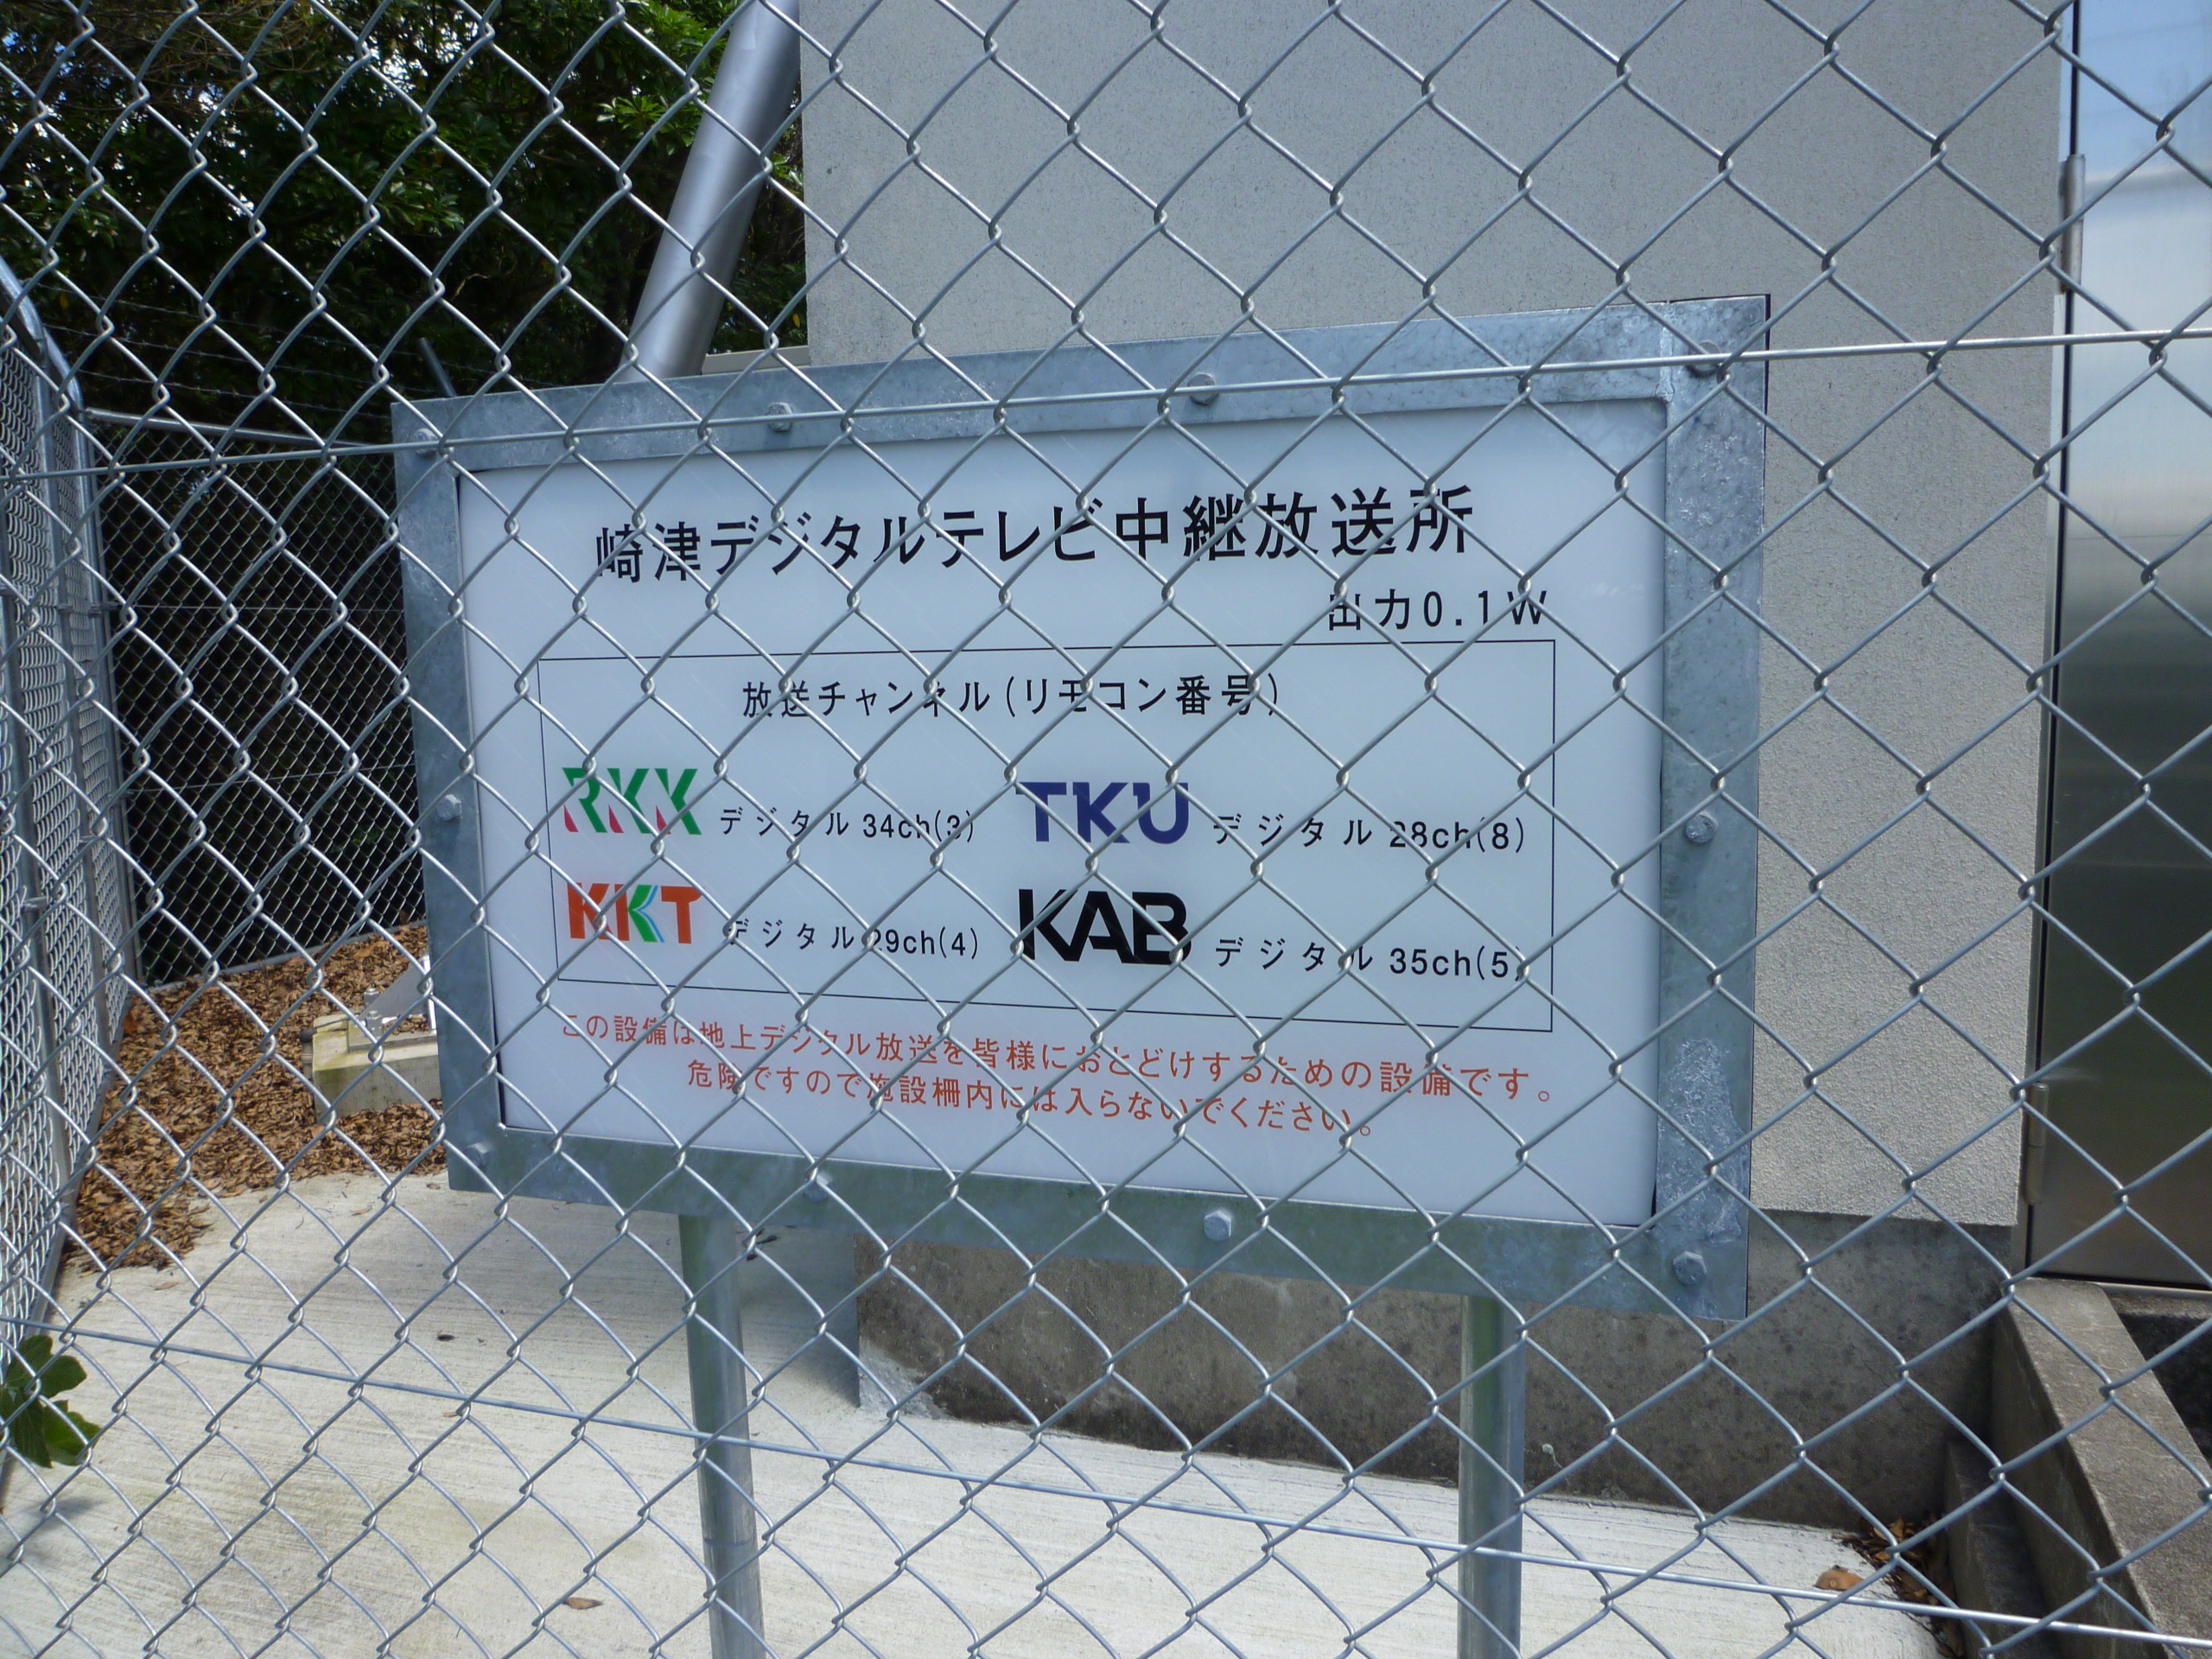 崎津デジタルテレビ中継放送所
出力0.1W
放送チャンネル(リモコン番号)
RKK デジタル 34ch(3) TKU デジタル 28ch(8)
KKT デジタル 29ch(4) KAB デジタル 35ch(5)
この設備は地上デジタル放送を皆様におとどけするための設備です。
危険ですので施設柵内には入らないでください。